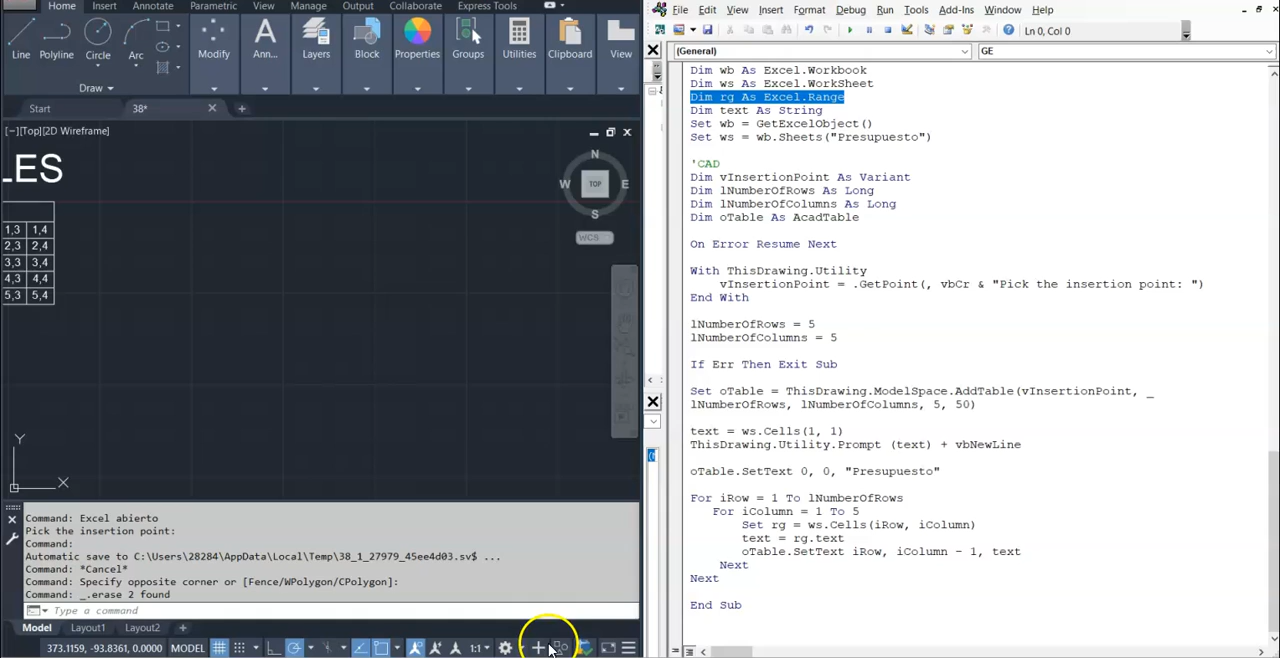 Home Insert Annotate Parametric View Manage Output Collaborate Express Tools
Line Polyline Circle Arc Modify Ann... Layers Block Properties Groups Utilities Clipboard View
Draw
Start 38*
[−][Top][2D Wireframe]
LES
1,3 1,4
2,3 2,4
3,3 3,4
4,3 4,4
5,3 5,4
N
W TOP E
S
WCS
Y
X
Command: Excel abierto
Pick the insertion point:
Command:
Automatic save to C:\Users\28284\AppData\Local\Temp\38_1_27979_45ee4d03.sv$ ...
Command: *Cancel*
Command: Specify opposite corner or [Fence/WPolygon/CPolygon]:
Command: _.erase 2 found
Type a command
Model Layout1 Layout2
373.1159, -93.8361, 0.0000 MODEL 1:1
File Edit View Insert Format Debug Run Tools Add-Ins Window Help
Ln 0, Col 0
(General) GE
Dim wb As Excel.Workbook
Dim ws As Excel.WorkSheet
Dim rg As Excel.Range
Dim text As String
Set wb = GetExcelObject()
Set ws = wb.Sheets("Presupuesto")
'CAD
Dim vInsertionPoint As Variant
Dim lNumberOfRows As Long
Dim lNumberOfColumns As Long
Dim oTable As AcadTable
On Error Resume Next
With ThisDrawing.Utility
vInsertionPoint = .GetPoint(, vbCr & "Pick the insertion point: ")
End With
lNumberOfRows = 5
lNumberOfColumns = 5
If Err Then Exit Sub
Set oTable = ThisDrawing.ModelSpace.AddTable(vInsertionPoint, _
lNumberOfRows, lNumberOfColumns, 5, 50)
text = ws.Cells(1, 1)
ThisDrawing.Utility.Prompt (text) + vbNewLine
oTable.SetText 0, 0, "Presupuesto"
For iRow = 1 To lNumberOfRows
For iColumn = 1 To 5
Set rg = ws.Cells(iRow, iColumn)
text = rg.text
oTable.SetText iRow, iColumn - 1, text
Next
Next
End Sub